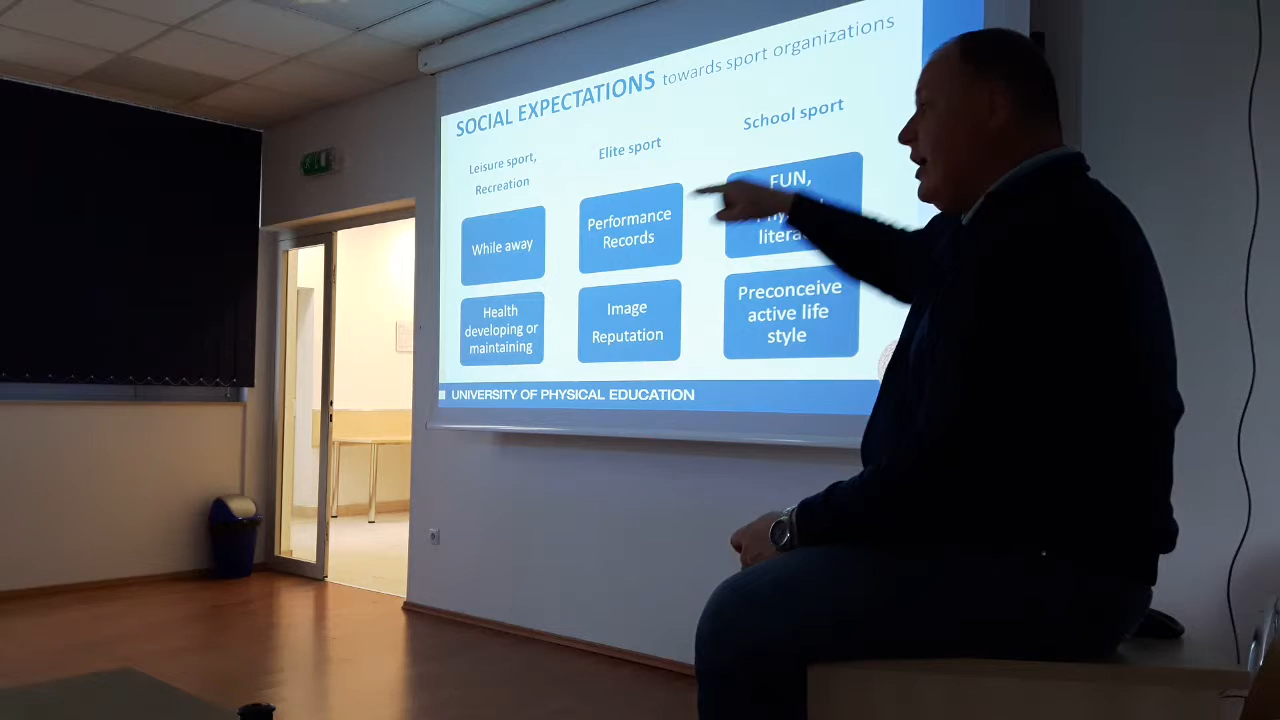 SOCIAL EXPECTATIONS towards sport organizations
Leisure sport,
Recreation
While away
Health
developing or
maintaining
Elite sport
Performance
Records
Image
Reputation
School sport
FUN,
Preconceive
active life
style
UNIVERSITY OF PHYSICAL EDUCATION